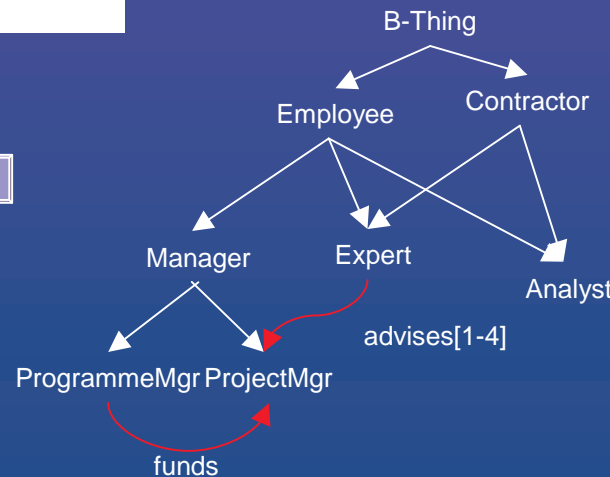 B-Thing
Employee
Contractor
Manager
Expert
Analyst
advises[1-4]
ProgrammeMgr ProjectMgr
funds